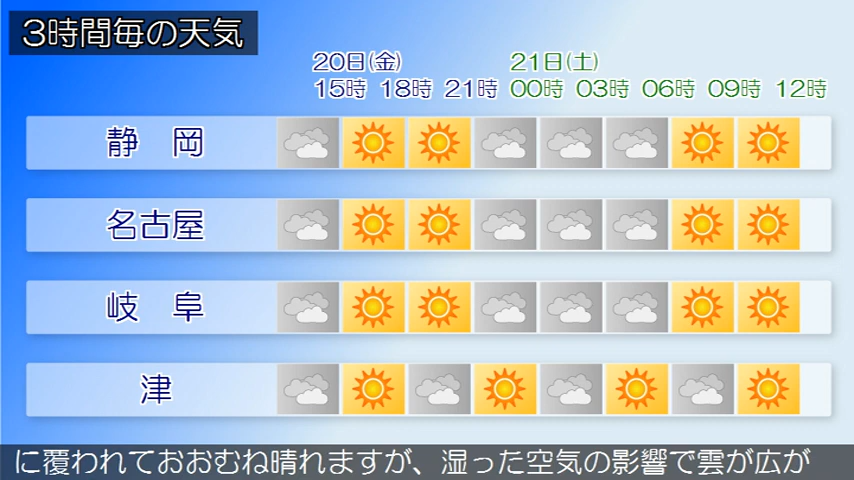 3時間毎の天気
20日(金) 21日(土)
15時 18時 21時 00時 03時 06時 09時 12時
静 岡
名古屋
岐 阜
津
に覆われておおむね晴れますが、湿った空気の影響で雲が広が